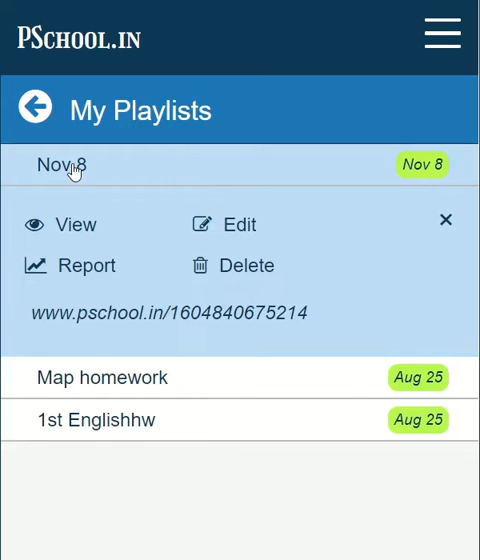 PSCHOOL.IN
My Playlists
Nov 8 Nov 8
View Edit
Report Delete
www.pschool.in/1604840675214
Map homework Aug 25
1st Englishhw Aug 25